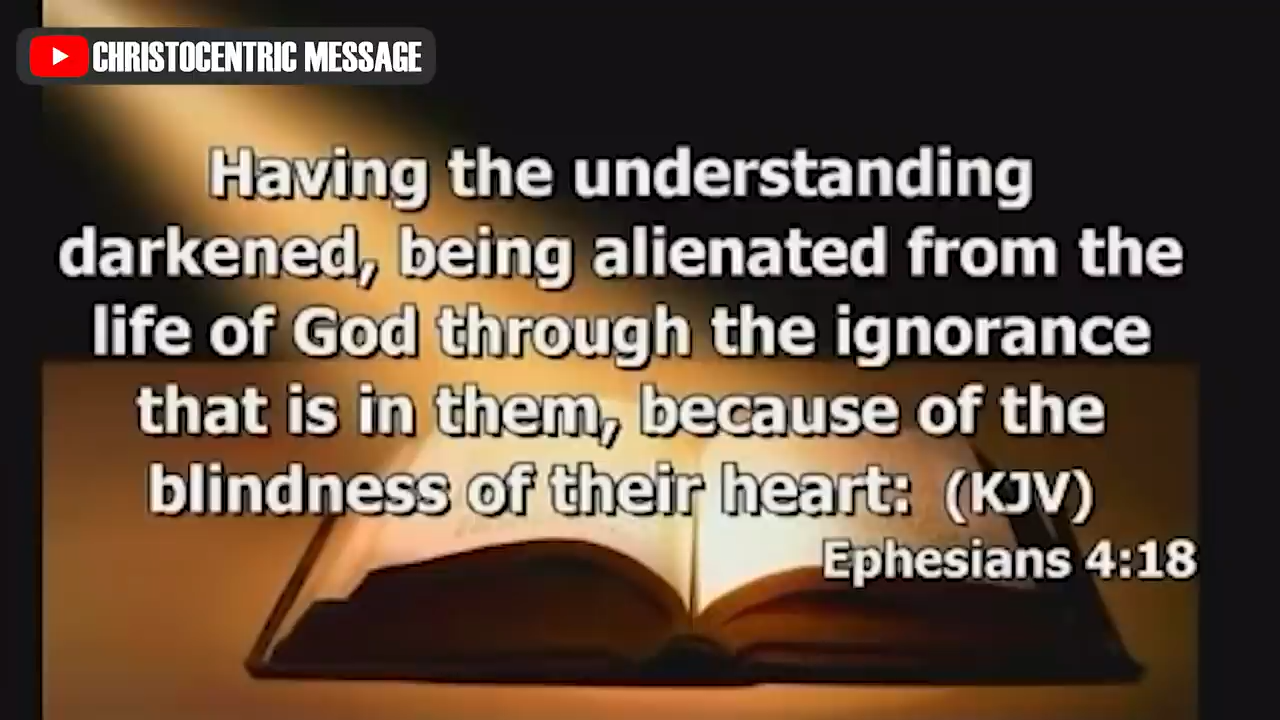 CHRISTOCENTRIC MESSAGE
Having the understanding
darkened, being alienated from the
life of God through the ignorance
that is in them, because of the
blindness of their heart: (KJV)
Ephesians 4:18